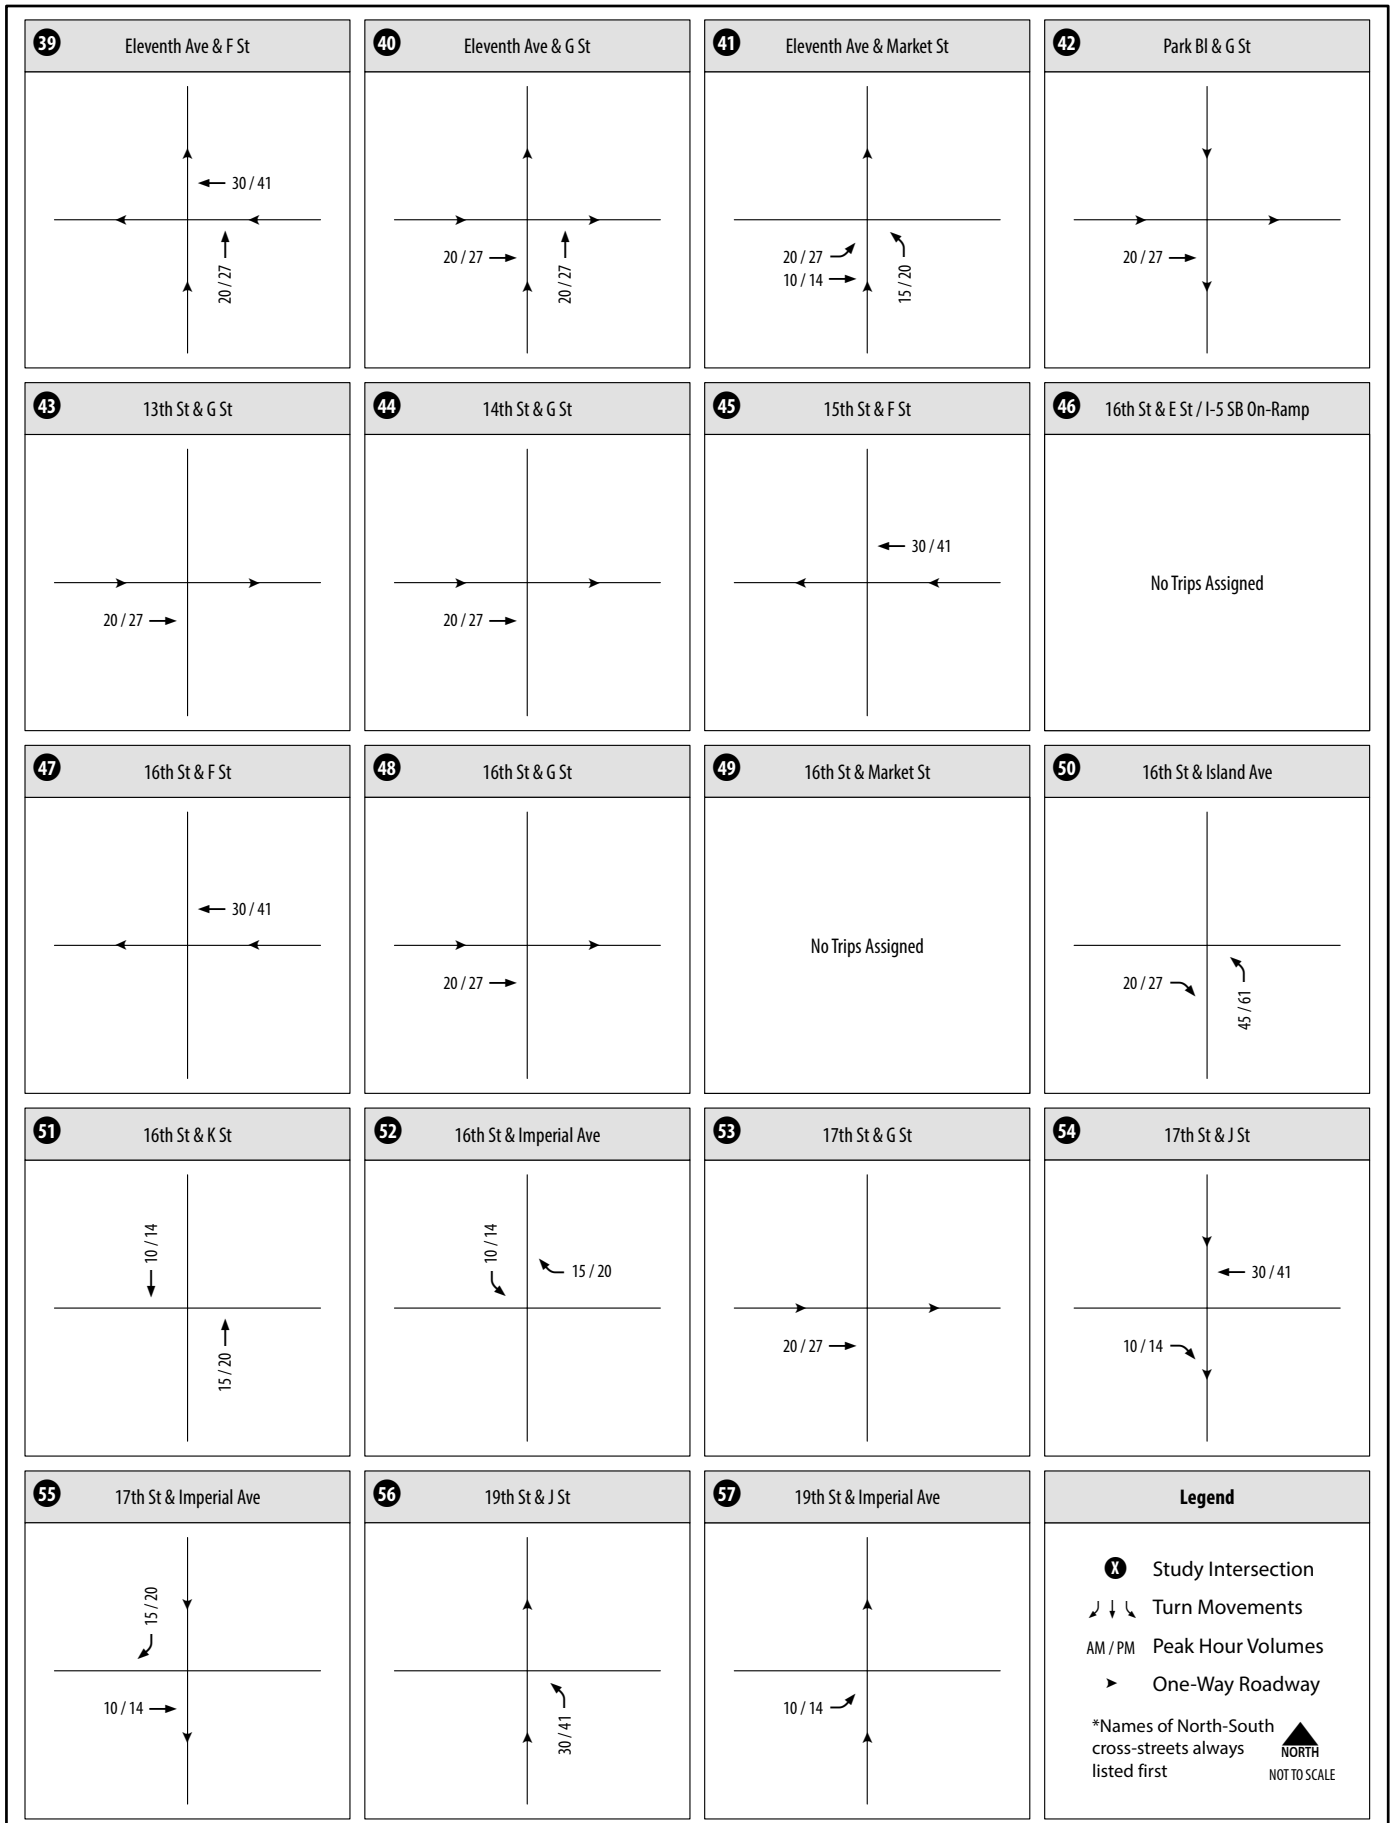 39 Eleventh Ave & F St
30 / 41
20 / 27
40 Eleventh Ave & G St
20 / 27
20 / 27
41 Eleventh Ave & Market St
20 / 27
10 / 14
15 / 20
42 Park Bl & G St
20 / 27
43 13th St & G St
20 / 27
44 14th St & G St
20 / 27
45 15th St & F St
30 / 41
46 16th St & E St / I-5 SB On-Ramp
No Trips Assigned
47 16th St & F St
30 / 41
48 16th St & G St
20 / 27
49 16th St & Market St
No Trips Assigned
50 16th St & Island Ave
20 / 27
45 / 61
51 16th St & K St
10 / 14
15 / 20
52 16th St & Imperial Ave
10 / 14
15 / 20
53 17th St & G St
20 / 27
54 17th St & J St
30 / 41
10 / 14
55 17th St & Imperial Ave
15 / 20
10 / 14
56 19th St & J St
30 / 41
57 19th St & Imperial Ave
10 / 14
Legend
X Study Intersection
Turn Movements
AM / PM Peak Hour Volumes
One-Way Roadway
*Names of North-South
cross-streets always
listed first
NORTH
NOT TO SCALE